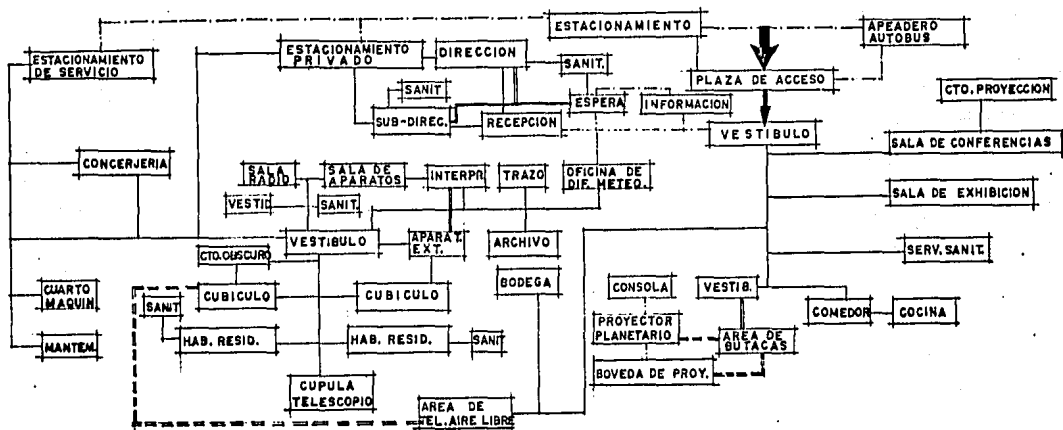 ESTACIONAMIENTO
APEADERO
AUTOBUS
ESTACIONAMIENTO
DE SERVICIO
ESTACIONAMIENTO
PRIVADO
DIRECCION
SANIT.
PLAZA DE ACCESO
SANIT
ESPERA
INFORMACION
CTO. PROYECCION
SUB-DIREC.
RECEPCION
VESTIBULO
SALA DE CONFERENCIAS
CONCERJERIA
SALA
RADIO
SALA DE
APARATOS
INTERPR.
TRAZO
OFICINA DE
DIF. METEO.
SALA DE EXHIBICION
VESTID
SANIT.
VESTIBULO
APARAT.
EXT.
ARCHIVO
SERV. SANIT.
CTO. OBSCURO
BODEGA
CUARTO
MAQUIN.
SANIT
CUBICULO
CUBICULO
CONSOLA
VESTIB.
COMEDOR
COCINA
MANTEM.
HAB. RESID.
HAB. RESID.
SANIT
PROYECTOR
PLANETARIO
AREA DE
BUTACAS
BOVEDA DE PROY.
CUPULA
TELESCOPIO
AREA DE
TEL. AIRE LIBRE